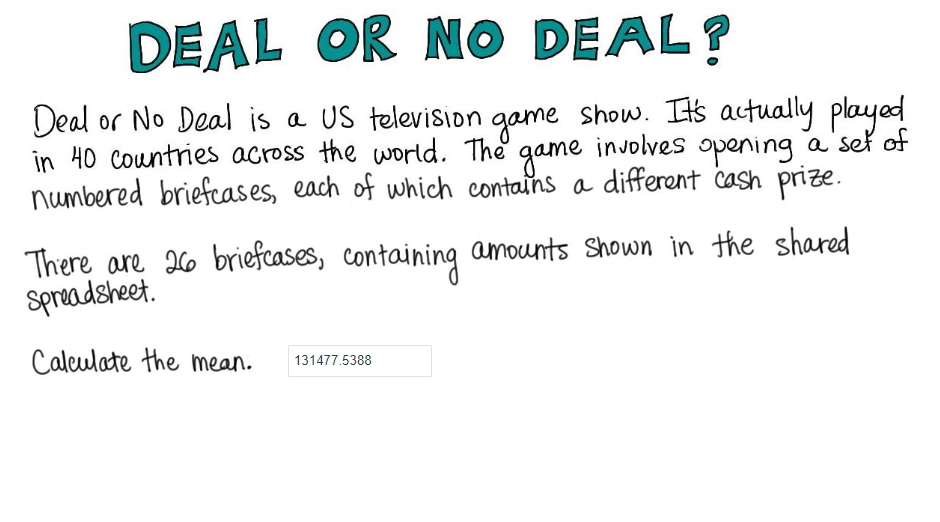 DEAL OR NO DEAL?
Deal or No Deal is a US television game show. It's actually played
in 40 countries across the world. The game involves opening a set of
numbered briefcases, each of which contains a different cash prize.
There are 26 briefcases, containing amounts shown in the shared
spreadsheet.
Calculate the mean. 131477.5388